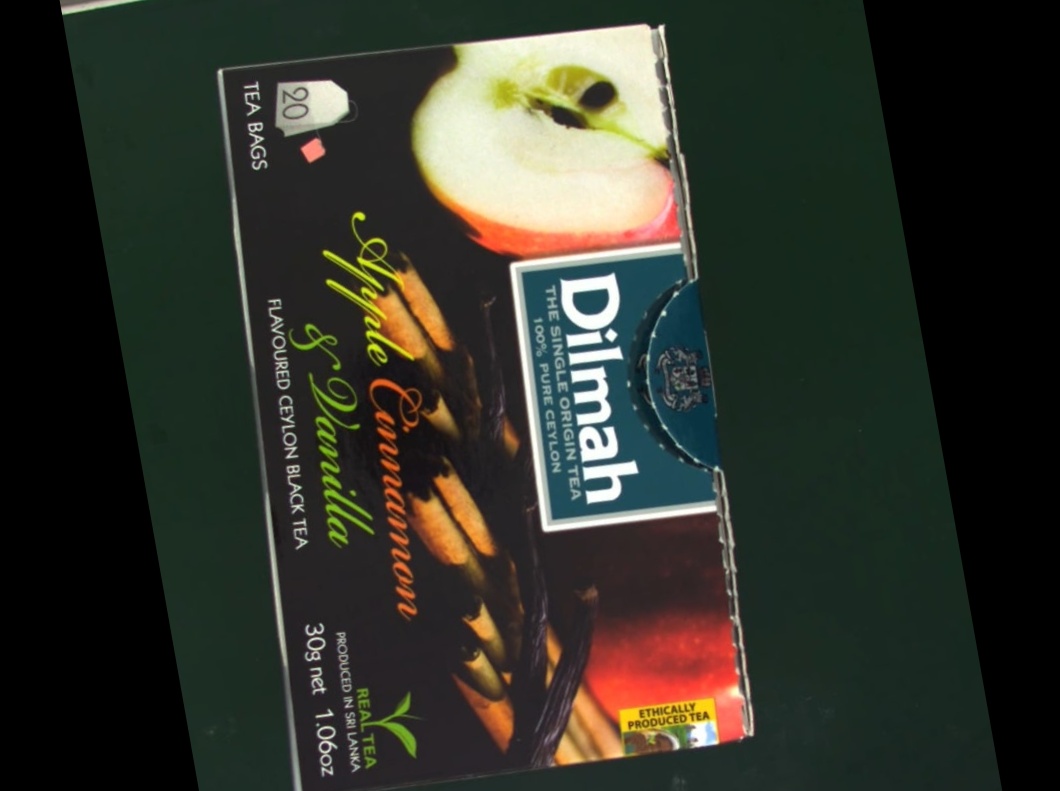 Dilmah
THE SINGLE ORIGIN TEA
100% PURE CEYLON
Apple Cinnamon
& Vanilla
FLAVOURED CEYLON BLACK TEA
20
TEA BAGS
ETHICALLY
PRODUCED TEA
REAL TEA
PRODUCED IN SRI LANKA
30g net 1.06oz